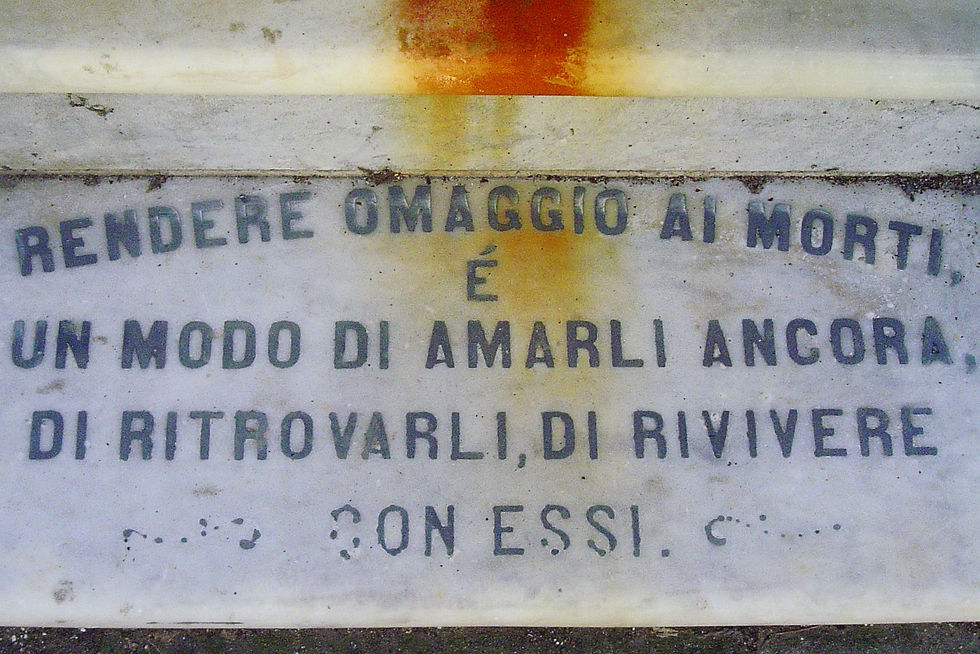 RENDERE OMAGGIO AI MORTI,
É
UN MODO DI AMARLI ANCORA,
DI RITROVARLI, DI RIVIVERE
CON ESSI.